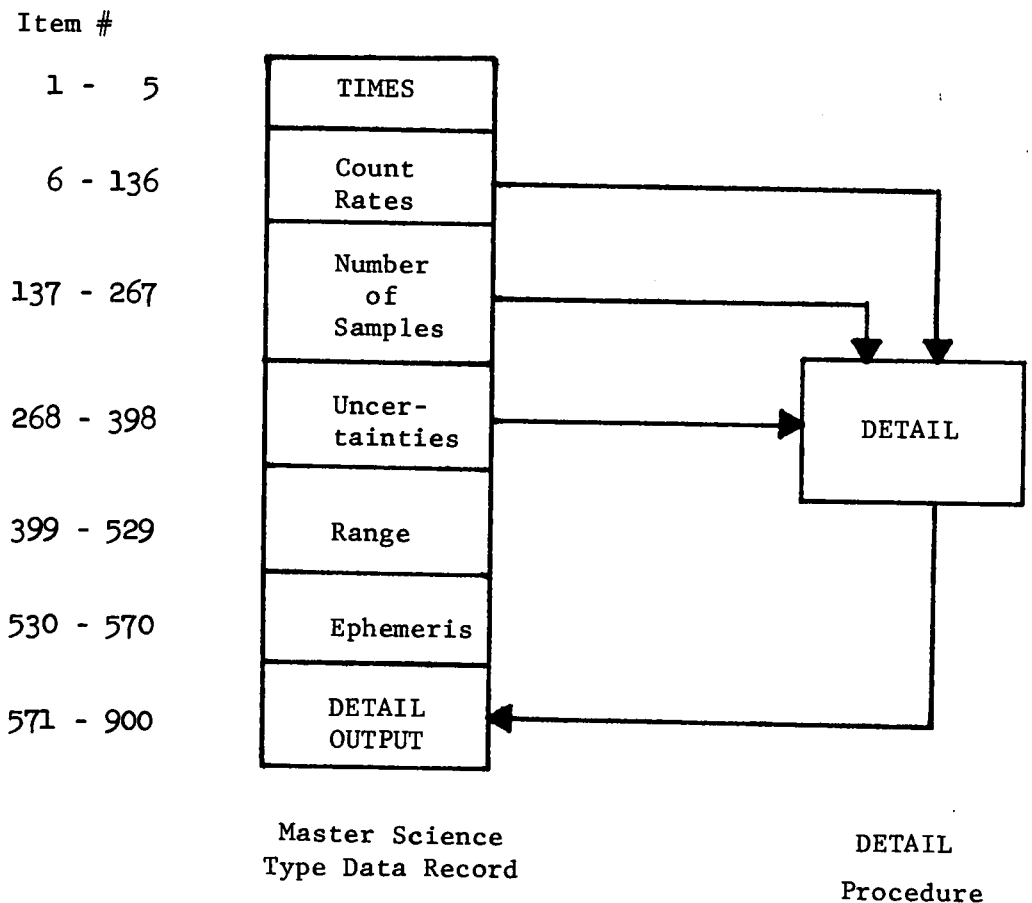 Item #
1 - 5
TIMES
6 - 136
Count
Rates
137 - 267
Number
of
Samples
268 - 398
Uncer-
tainties
DETAIL
399 - 529
Range
530 - 570
Ephemeris
571 - 900
DETAIL
OUTPUT
Master Science
Type Data Record
DETAIL
Procedure